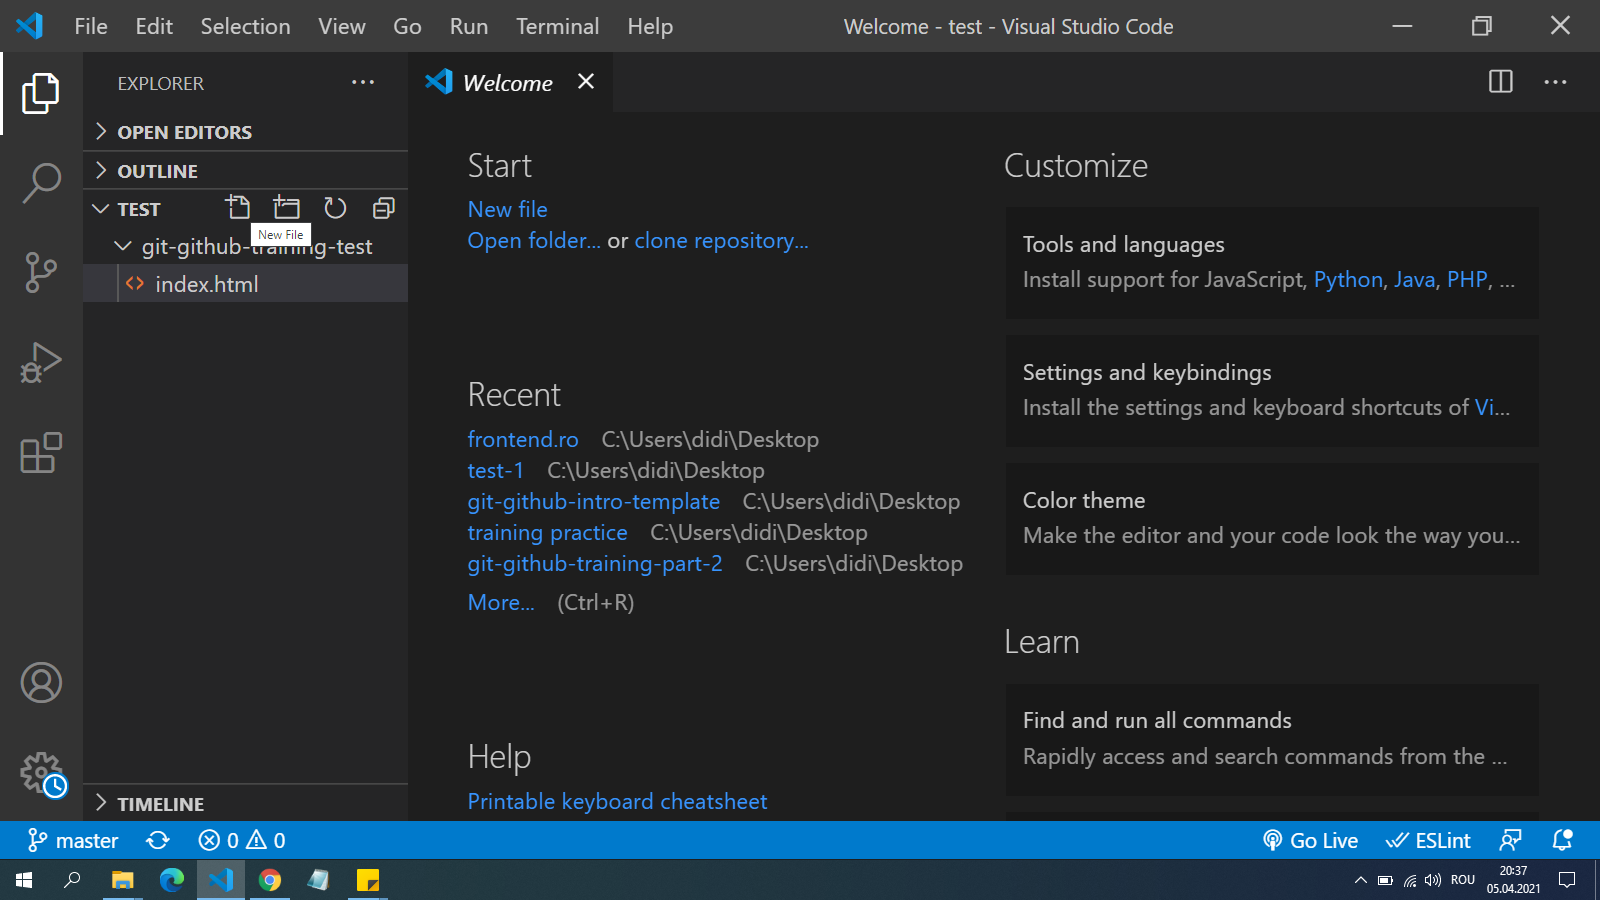 File Edit Selection View Go Run Terminal Help
Welcome - test - Visual Studio Code
EXPLORER
OPEN EDITORS
OUTLINE
TEST
New File
git-github-training-test
index.html
TIMELINE
Welcome
Start
New file
Open folder... or clone repository...
Recent
frontend.ro C:\Users\didi\Desktop
test-1 C:\Users\didi\Desktop
git-github-intro-template C:\Users\didi\Desktop
training practice C:\Users\didi\Desktop
git-github-training-part-2 C:\Users\didi\Desktop
More... (Ctrl+R)
Help
Printable keyboard cheatsheet
Customize
Tools and languages
Install support for JavaScript, Python, Java, PHP, ...
Settings and keybindings
Install the settings and keyboard shortcuts of Vi...
Color theme
Make the editor and your code look the way you...
Learn
Find and run all commands
Rapidly access and search commands from the ...
master 0 0 Go Live ESLint
ROU
20:37
05.04.2021